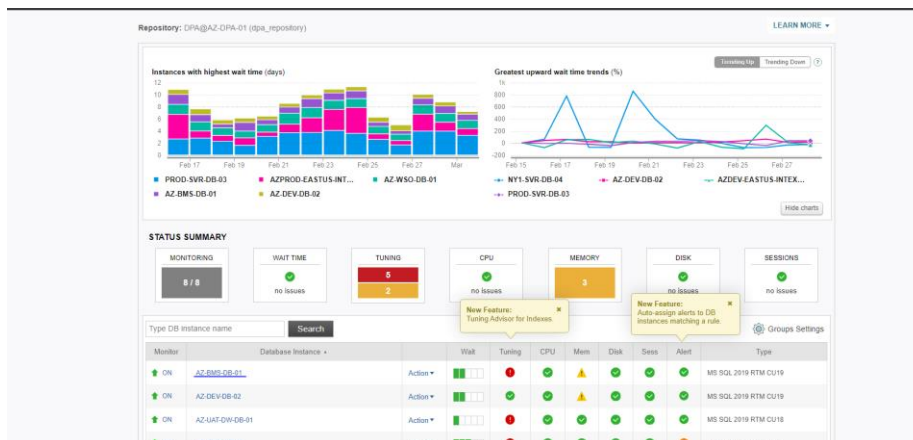 Repository: DPA@AZ-DPA-01 (dpa_repository)
LEARN MORE
Trending Up Trending Down ?
Instances with highest wait time (days)
12
10
8
6
4
2
0
Feb 17 Feb 19 Feb 21 Feb 23 Feb 25 Feb 27 Mar
PROD-SVR-DB-03 AZPROD-EASTUS-INT... AZ-WSO-DB-01
AZ-BMS-DB-01 AZ-DEV-DB-02
Greatest upward wait time trends (%)
1k
800
600
400
200
0
-200
Feb 15 Feb 17 Feb 19 Feb 21 Feb 23 Feb 25 Feb 27
NY1-SVR-DB-04 AZ-DEV-DB-02 AZDEV-EASTUS-INTEX...
PROD-SVR-DB-03
Hide charts
STATUS SUMMARY
MONITORING WAIT TIME TUNING CPU MEMORY DISK SESSIONS
8 / 8 no issues 5 2 no issues 3 no issues no issues
New Feature:
Tuning Advisor for Indexes.
New Feature:
Auto-assign alerts to DB
instances matching a rule.
Type DB instance name Search Groups Settings
Monitor Database Instance Wait Tuning CPU Mem Disk Sess Alert Type
ON AZ-BMS-DB-01 Action MS SQL 2019 RTM CU19
ON AZ-DEV-DB-02 Action MS SQL 2019 RTM CU19
ON AZ-UAT-DW-DB-01 Action MS SQL 2019 RTM CU18